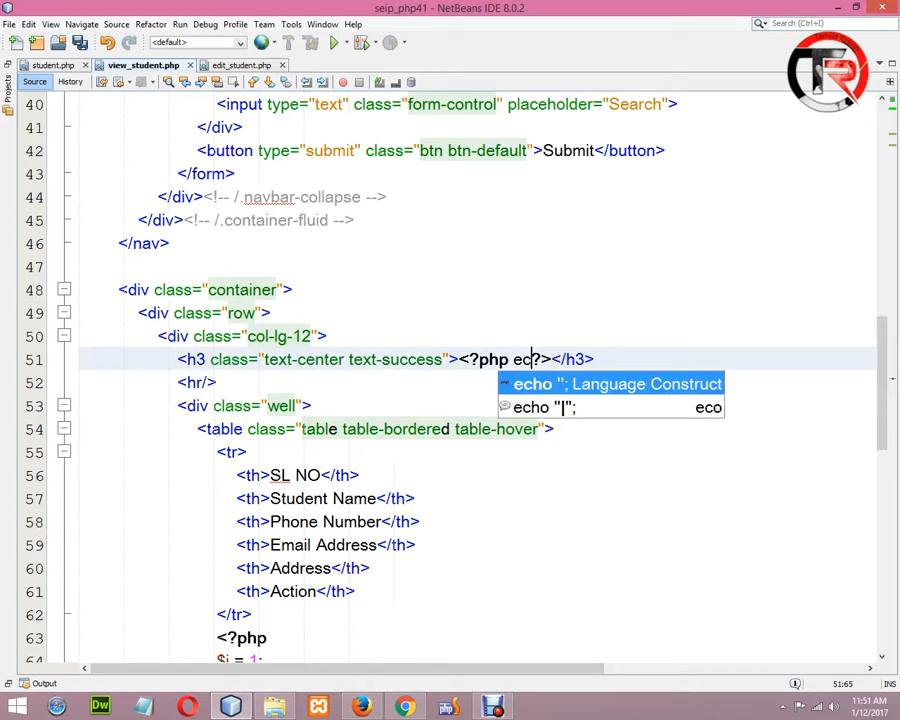 seip_php41 - NetBeans IDE 8.0.2
File Edit View Navigate Source Refactor Run Debug Profile Team Tools Window Help
Search (Ctrl+I)
<default>
student.php view_student.php edit_student.php
Source History
Projects
TR
40 <input type="text" class="form-control" placeholder="Search">
41 </div>
42 <button type="submit" class="btn btn-default">Submit</button>
43 </form>
44 </div><!-- /.navbar-collapse -->
45 </div><!-- /.container-fluid -->
46 </nav>
47
48 <div class="container">
49 <div class="row">
50 <div class="col-lg-12">
51 <h3 class="text-center text-success"><?php ec?></h3>
echo ''; Language Construct
52 <hr/>
53 <div class="well">
echo "|"; eco
54 <table class="table table-bordered table-hover">
55 <tr>
56 <th>SL NO</th>
57 <th>Student Name</th>
58 <th>Phone Number</th>
59 <th>Email Address</th>
60 <th>Address</th>
61 <th>Action</th>
62 </tr>
63 <?php
64 $i = 1;
Output
51:65 INS
Dw
11:51 AM
1/12/2017